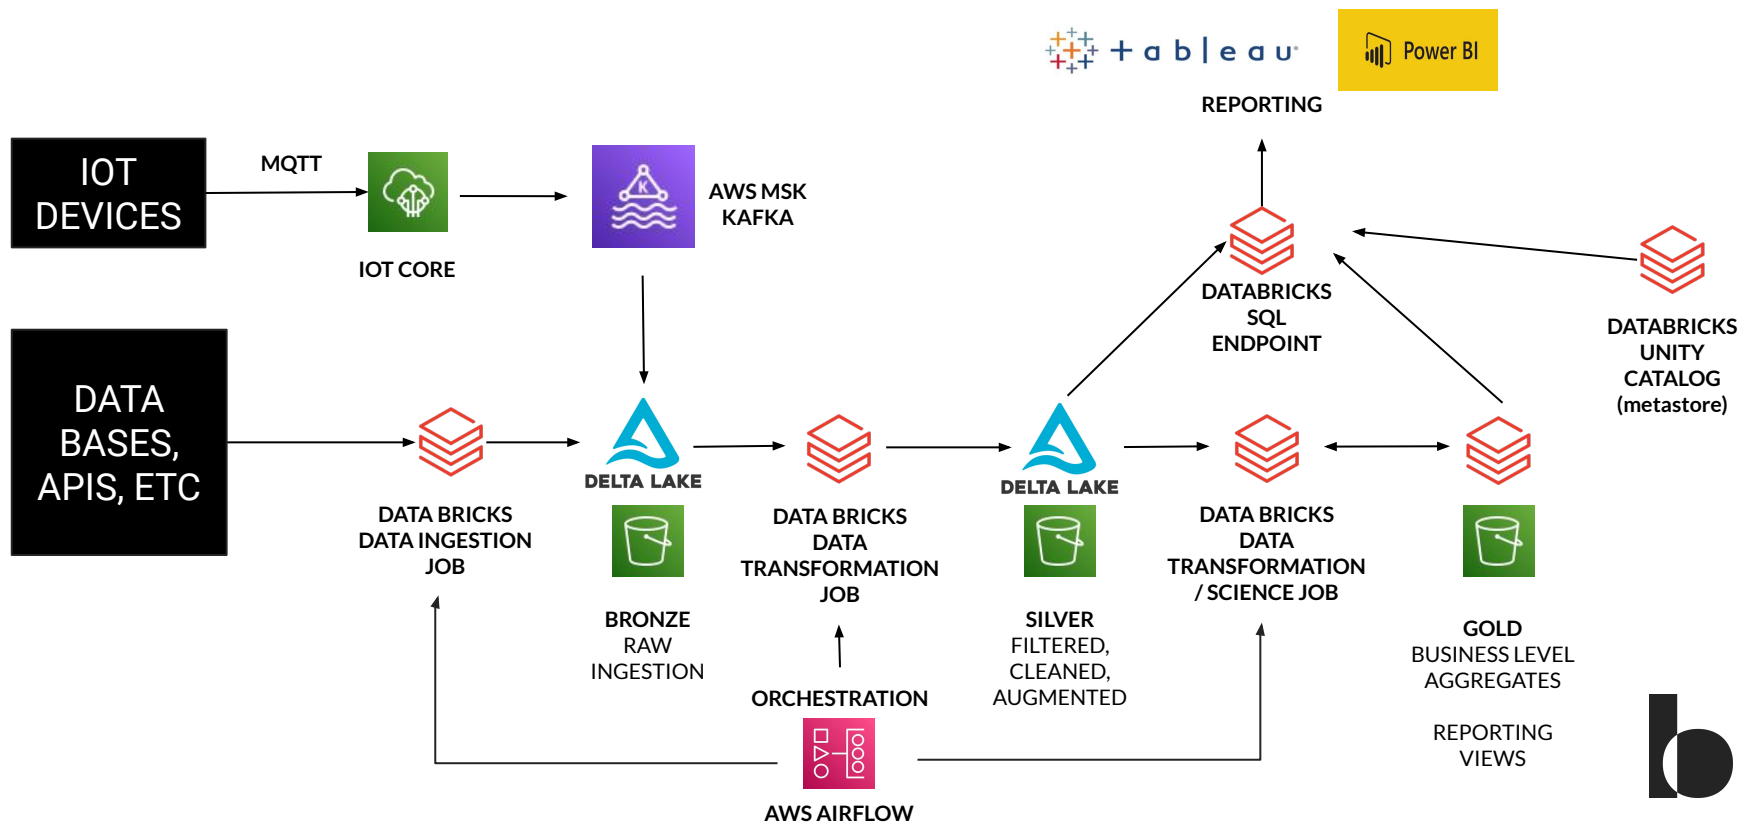 + a b l e a u
Power BI
REPORTING
IOT
DEVICES
MQTT
IOT CORE
K
AWS MSK
KAFKA
DATABRICKS
SQL
ENDPOINT
DATABRICKS
UNITY
CATALOG
(metastore)
DATA
BASES,
APIS, ETC
DATA BRICKS
DATA INGESTION
JOB
DELTA LAKE
BRONZE
RAW
INGESTION
DATA BRICKS
DATA
TRANSFORMATION
JOB
DELTA LAKE
SILVER
FILTERED,
CLEANED,
AUGMENTED
DATA BRICKS
DATA
TRANSFORMATION
/ SCIENCE JOB
GOLD
BUSINESS LEVEL
AGGREGATES
REPORTING
VIEWS
ORCHESTRATION
AWS AIRFLOW
b